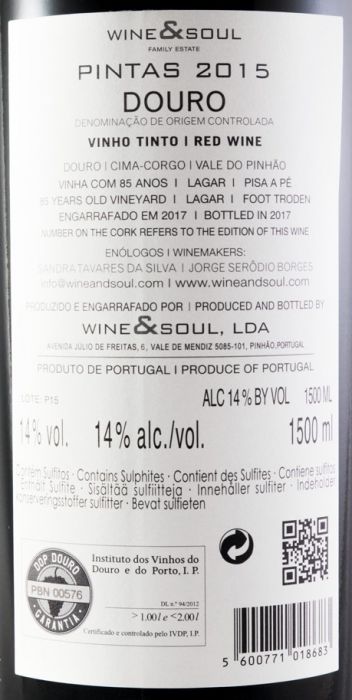 WINE&SOUL
FAMILY ESTATE
PINTAS 2015
DOURO
DENOMINAÇÃO DE ORIGEM CONTROLADA
VINHO TINTO | RED WINE
DOURO | CIMA-CORGO | VALE DO PINHÃO
VINHA COM 85 ANOS | LAGAR | PISA A PÉ
85 YEARS OLD VINEYARD | LAGAR | FOOT TRODEN
ENGARRAFADO EM 2017 | BOTTLED IN 2017
NUMBER ON THE CORK REFERS TO THE EDITION OF THIS WINE
ENÓLOGOS | WINEMAKERS:
SANDRA TAVARES DA SILVA | JORGE SERÔDIO BORGES
info@wineandsoul.com | www.wineandsoul.com
PRODUZIDO E ENGARRAFADO POR | PRODUCED AND BOTTLED BY
WINE&SOUL, LDA
AVENIDA JÚLIO DE FREITAS, 6, VALE DE MENDIZ 5085-101, PINHÃO, PORTUGAL
PRODUTO DE PORTUGAL | PRODUCE OF PORTUGAL
LOTE: P15
ALC 14 % BY VOL 1500 ML
14% vol. 14% alc./vol. 1500 ml
Contém Sulfitos · Contains Sulphites · Contient des Sulfites · Contiene sulfitos
Enthält Sulfite · Sisältää sulfiitteja · Innehåller sulfiter · Indeholder
konserveringsstoffer sulfitter · Bevat sulfieten
DOP DOURO
PBN 00576
GARANTIA
Instituto dos Vinhos do
Douro e do Porto, I. P.
DL n.º 94/2012
>1.00l e <2.00l
Certificado e controlado pelo IVDP, I.P.
5 600771 018683